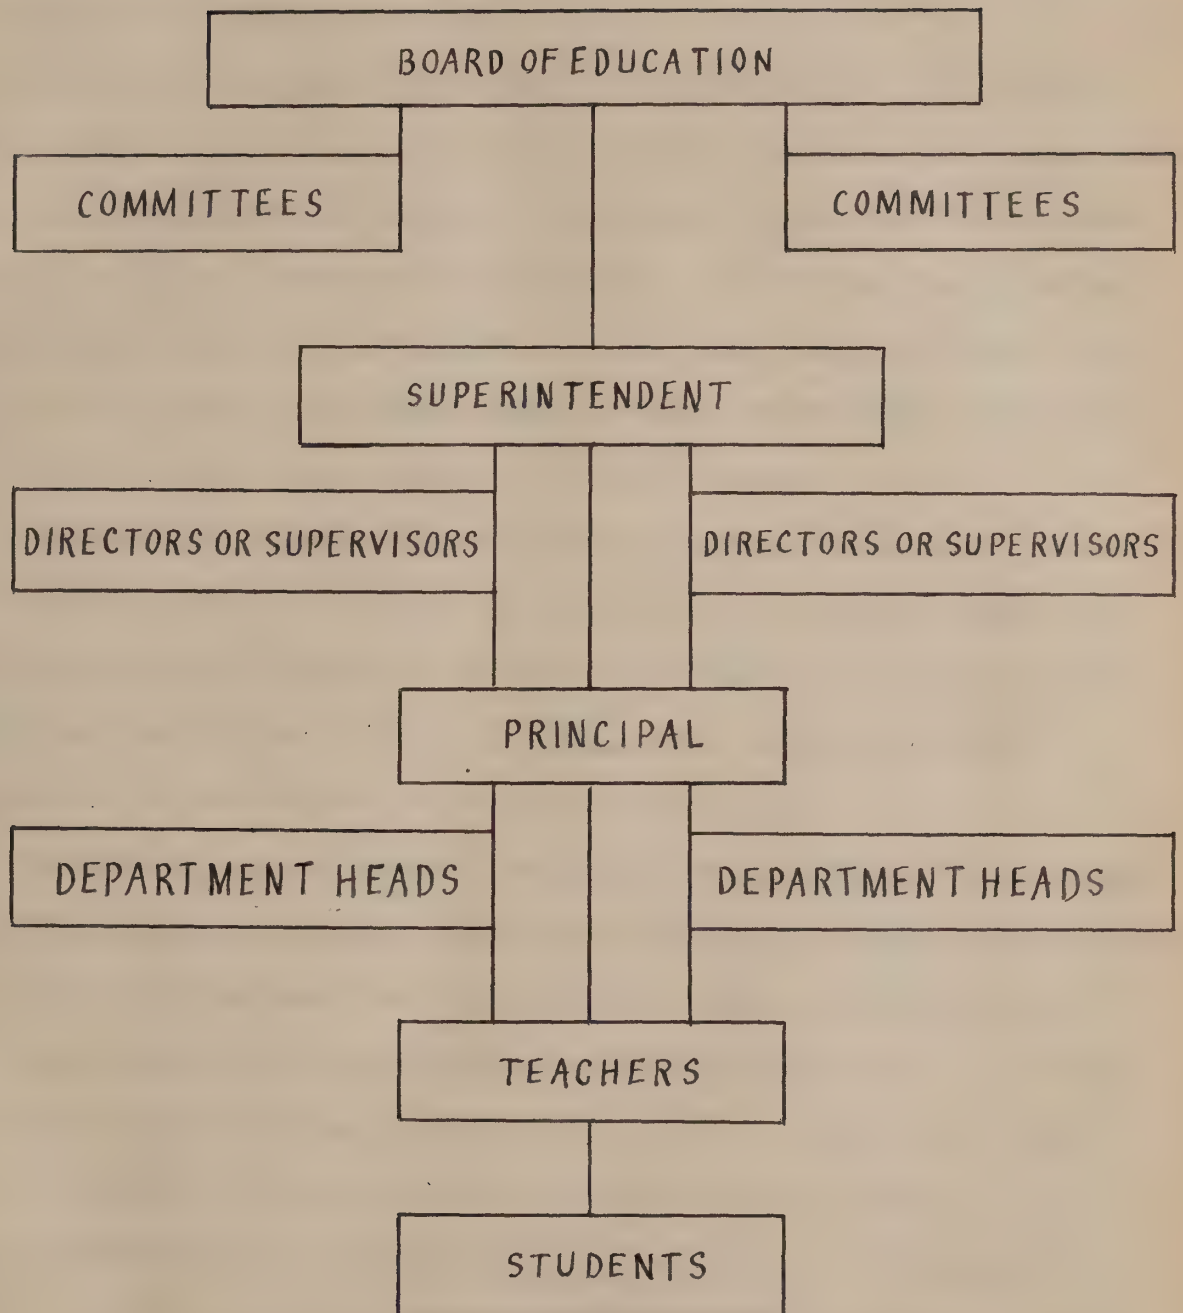 BOARD OF EDUCATION
COMMITTEES
COMMITTEES
SUPERINTENDENT
DIRECTORS OR SUPERVISORS
DIRECTORS OR SUPERVISORS
PRINCIPAL
DEPARTMENT HEADS
DEPARTMENT HEADS
TEACHERS
STUDENTS